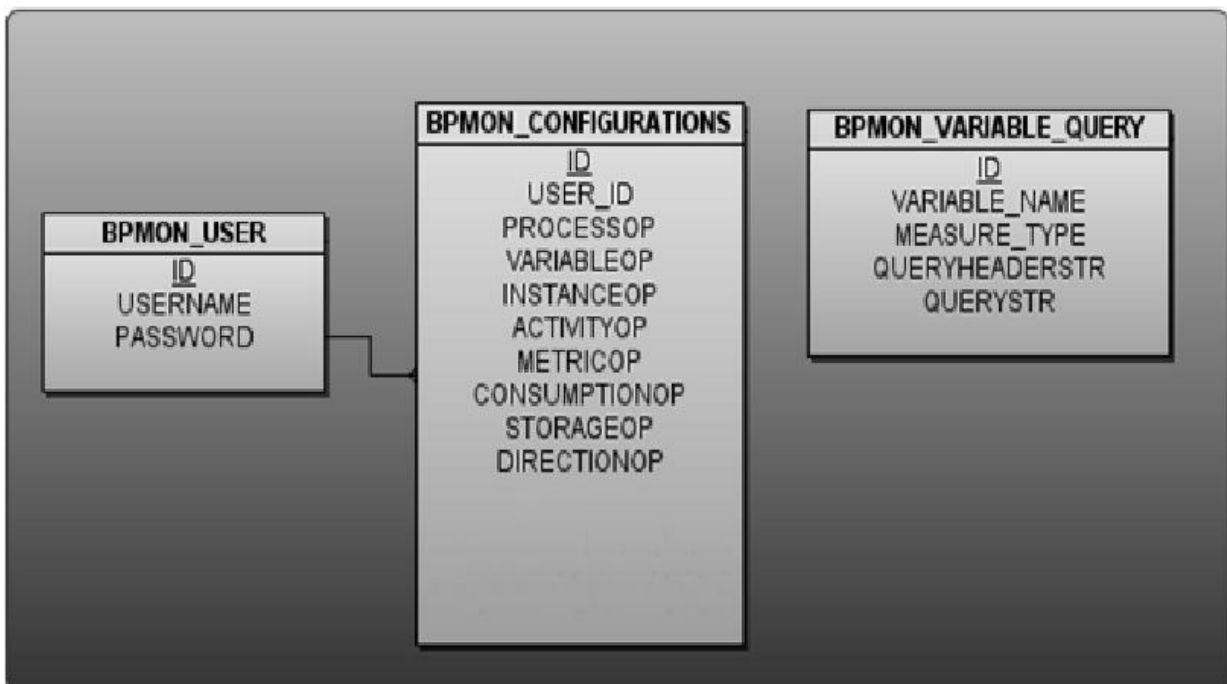 BPMON_USER
ID
USERNAME
PASSWORD
BPMON_CONFIGURATIONS
ID
USER_ID
PROCESSOP
VARIABLEOP
INSTANCEOP
ACTIVITYOP
METRICOP
CONSUMPTIONOP
STORAGEOP
DIRECTIONOP
BPMON_VARIABLE_QUERY
ID
VARIABLE_NAME
MEASURE_TYPE
QUERYHEADERSTR
QUERYSTR